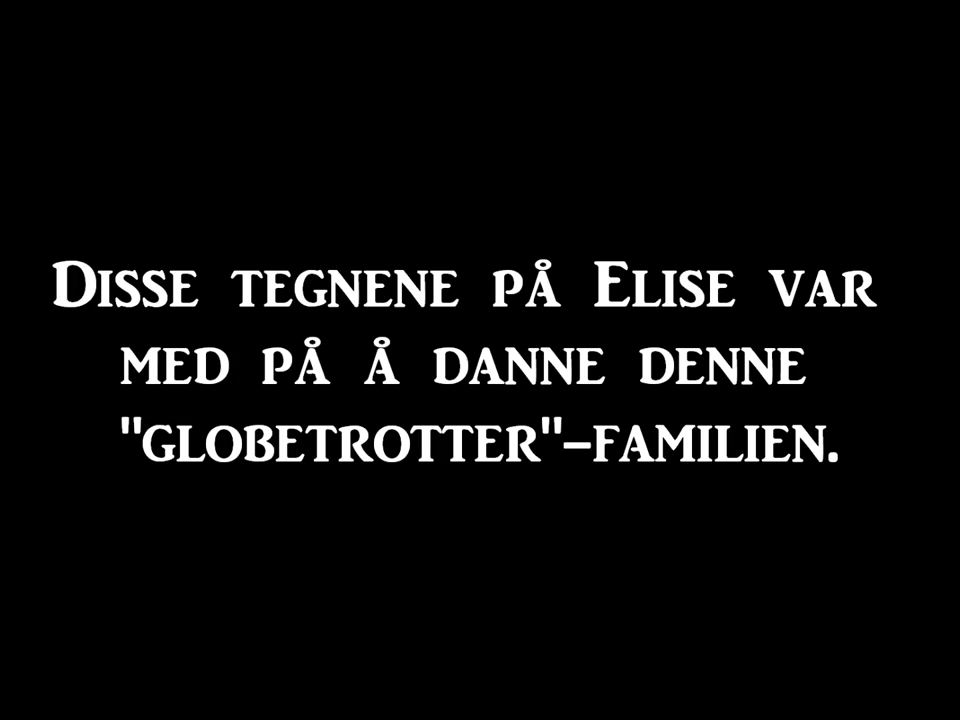 Disse tegnene på Elise var
med på å danne denne
"globetrotter"-familien.